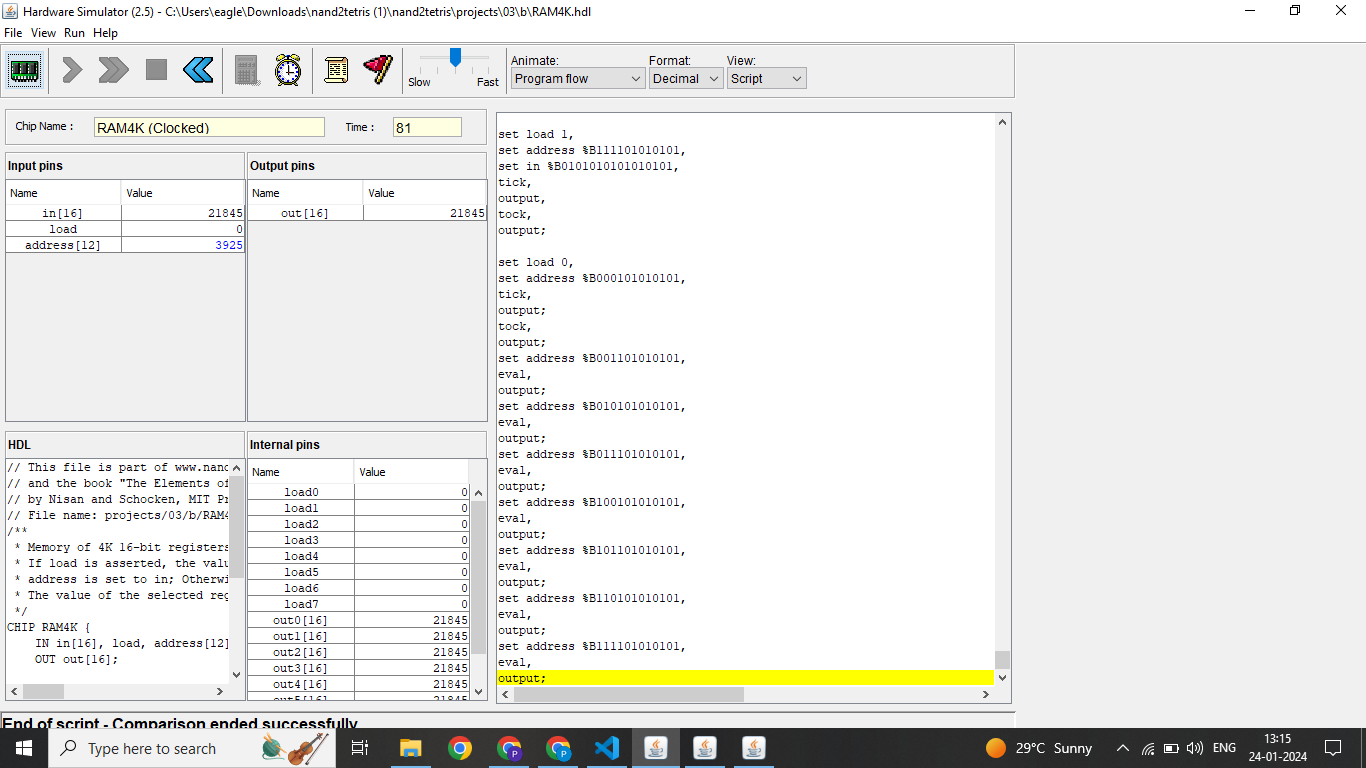 Hardware Simulator (2.5) - C:\Users\eagle\Downloads\nand2tetris (1)\nand2tetris\projects\03\b\RAM4K.hdl
File View Run Help
Slow Fast
Animate: Format: View:
Program flow Decimal Script
Chip Name : RAM4K (Clocked) Time : 81
Input pins
Name Value
in[16] 21845
load 0
address[12] 3925
Output pins
Name Value
out[16] 21845
HDL
// This file is part of www.nand
// and the book "The Elements of
// by Nisan and Schocken, MIT Pr
// File name: projects/03/b/RAM4
/**
* Memory of 4K 16-bit registers
* If load is asserted, the valu
* address is set to in; Otherwi
* The value of the selected reg
*/
CHIP RAM4K {
IN in[16], load, address[12]
OUT out[16];
Internal pins
Name Value
load0 0
load1 0
load2 0
load3 0
load4 0
load5 0
load6 0
load7 0
out0[16] 21845
out1[16] 21845
out2[16] 21845
out3[16] 21845
out4[16] 21845
out5[16] 21845
set load 1,
set address %B111101010101,
set in %B0101010101010101,
tick,
output,
tock,
output;
set load 0,
set address %B000101010101,
tick,
output;
tock,
output;
set address %B001101010101,
eval,
output;
set address %B010101010101,
eval,
output;
set address %B011101010101,
eval,
output;
set address %B100101010101,
eval,
output;
set address %B101101010101,
eval,
output;
set address %B110101010101,
eval,
output;
set address %B111101010101,
eval,
output;
End of script - Comparison ended successfully
Type here to search
P
P
29°C Sunny
ENG
13:15
24-01-2024